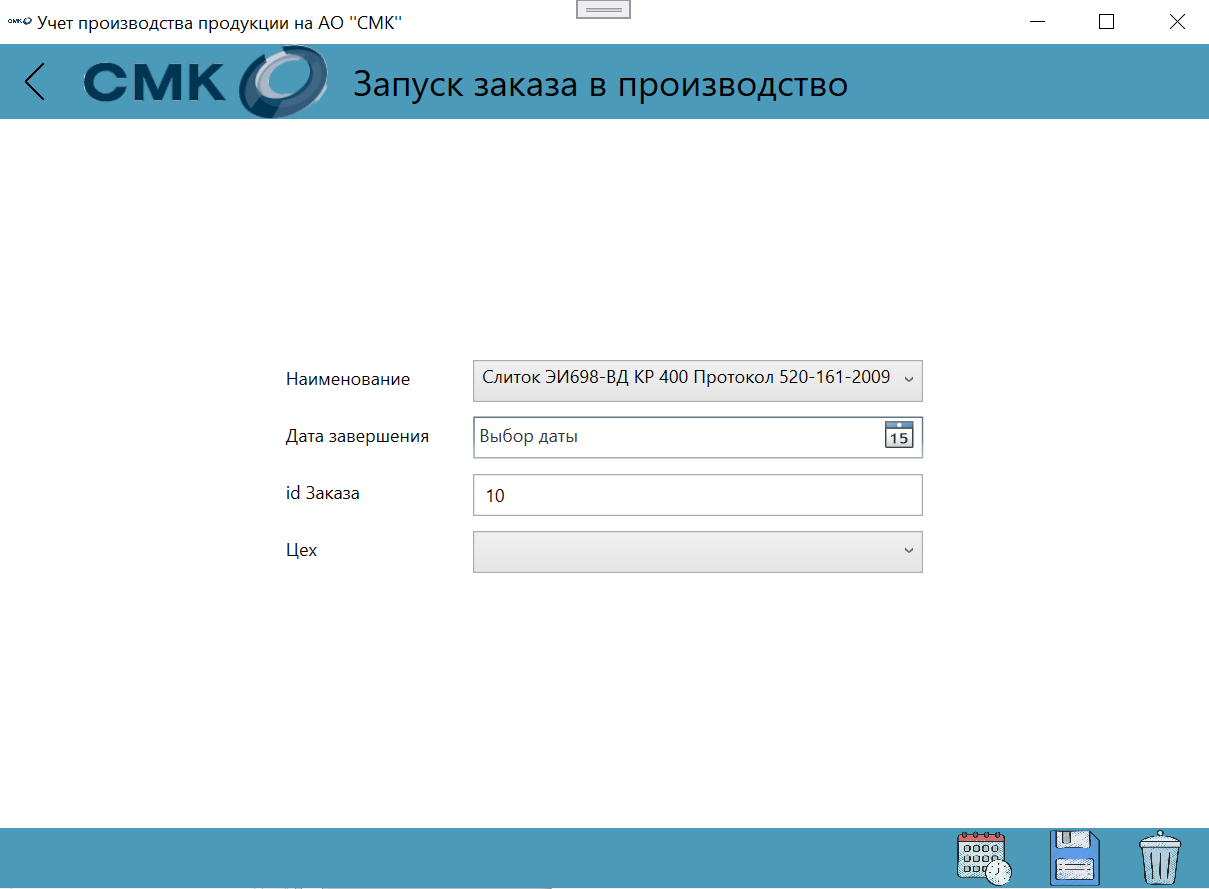 СМК Учет производства продукции на АО "СМК"
СМК Запуск заказа в производство
Наименование Слиток ЭИ698-ВД КР 400 Протокол 520-161-2009
Дата завершения Выбор даты 15
id Заказа 10
Цех